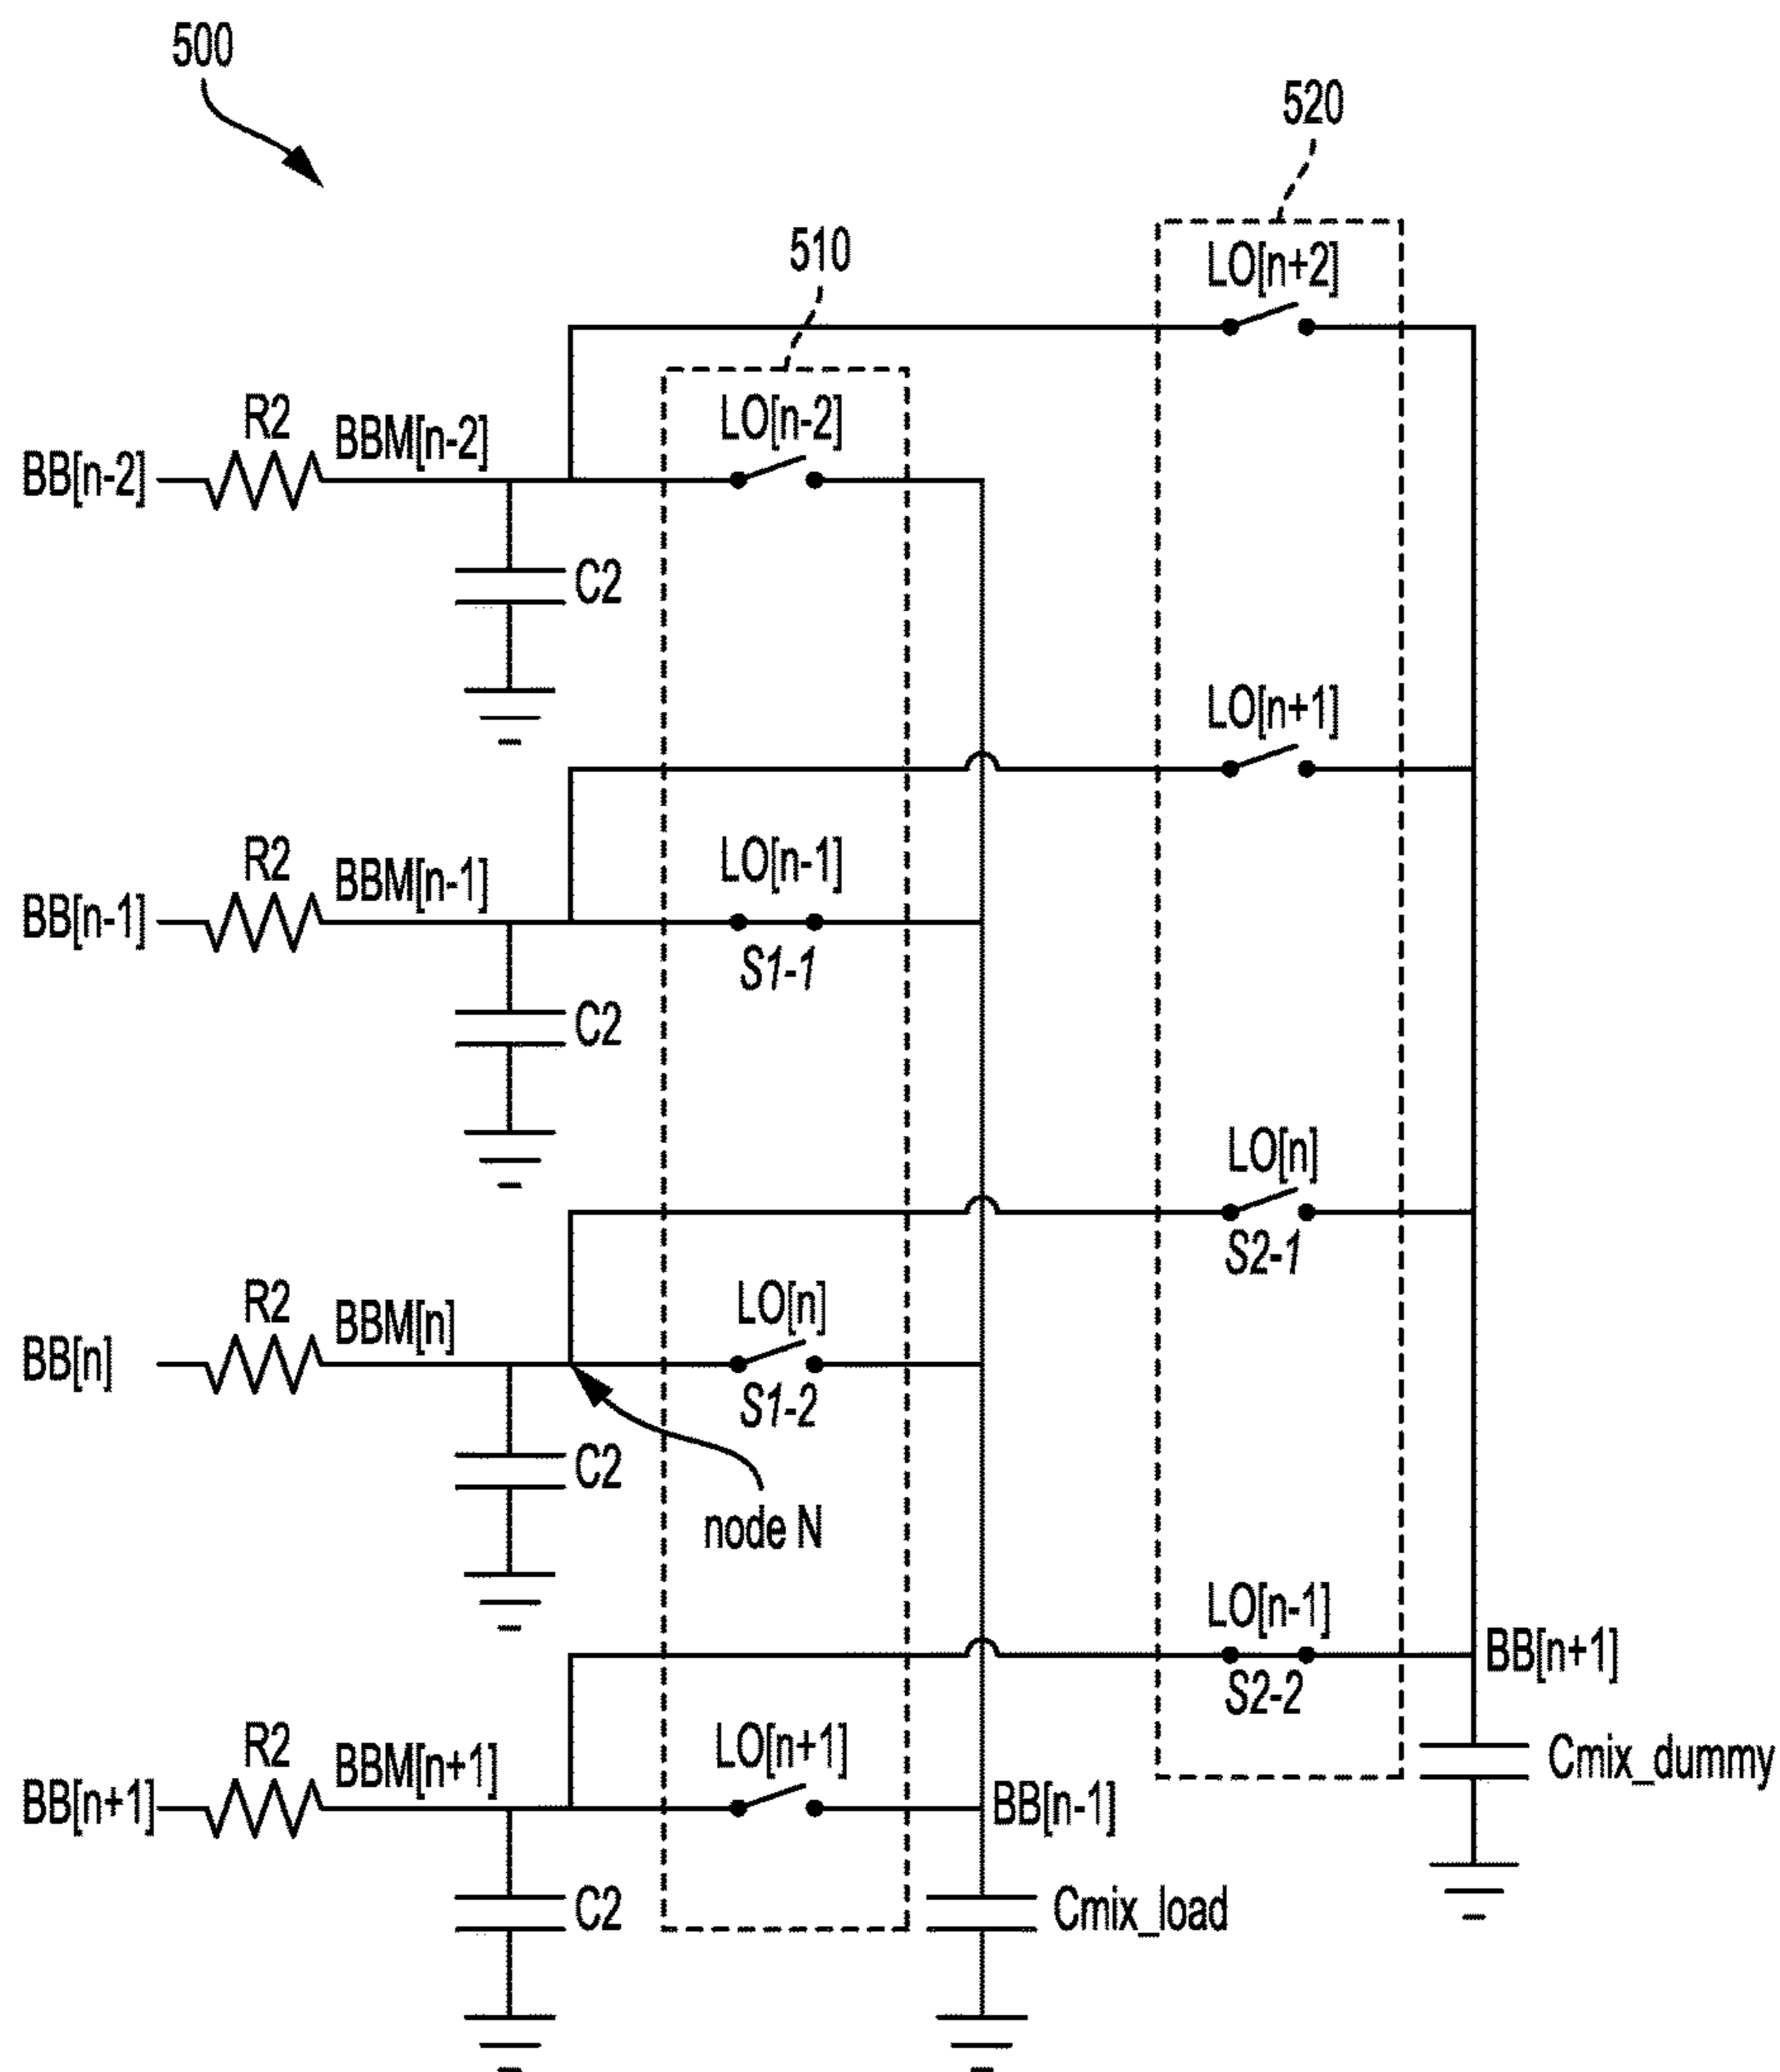 500
520
LO[n+2]
510
R2
BBM[n-2]
LO[n-2]
BB[n-2]
C2
LO[n+1]
R2
BBM[n-1]
LO[n-1]
BB[n-1]
S1-1
C2
LO[n]
S2-1
R2
BBM[n]
LO[n]
BB[n]
S1-2
C2
node N
LO[n-1]
BB[n+1]
S2-2
R2
BBM[n+1]
LO[n+1]
Cmix_dummy
BB[n+1]
BB[n-1]
C2
Cmix_load